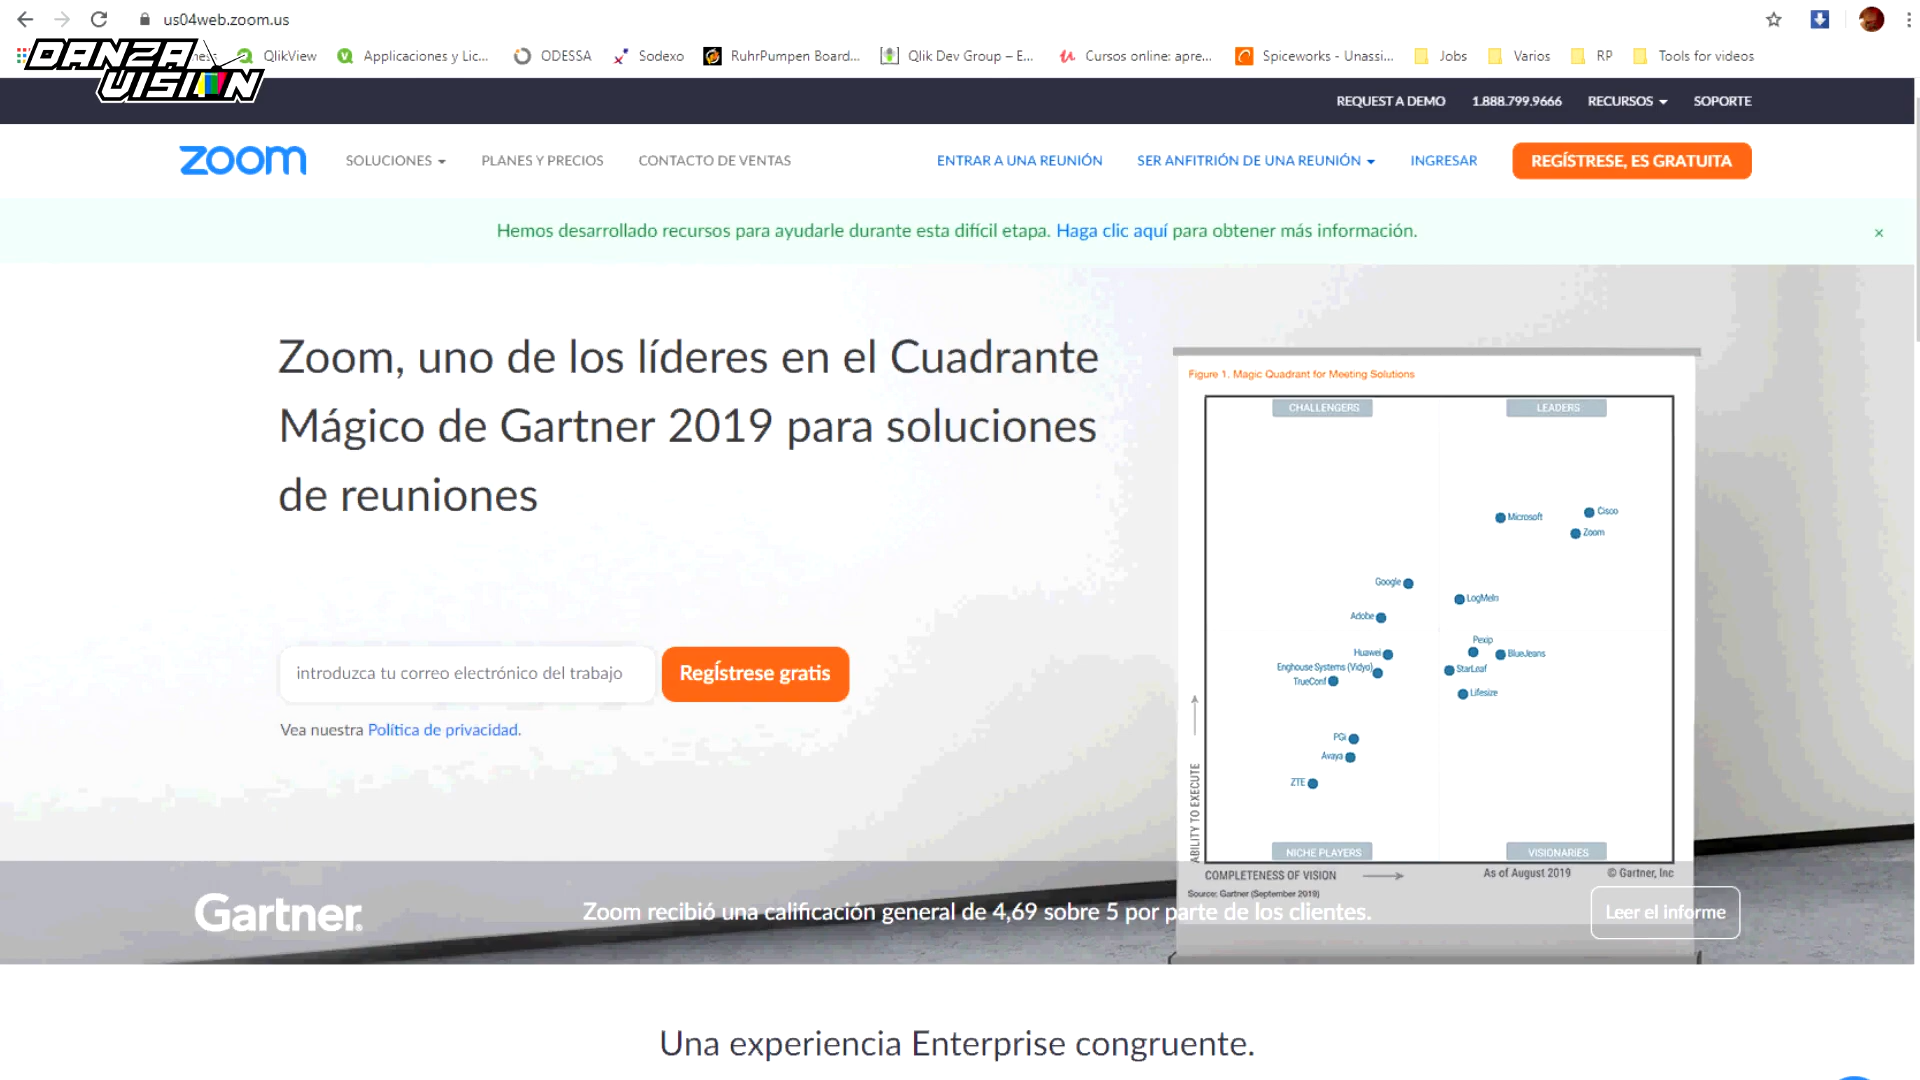 us04web.zoom.us
DANZA
VISION
QlikView
Applicaciones y Lic...
ODESSA
Sodexo
RuhrPumpen Board...
Qlik Dev Group – E...
Cursos online: apre...
Spiceworks - Unassi...
Jobs
Varios
RP
Tools for videos
REQUEST A DEMO
1.888.799.9666
RECURSOS
SOPORTE
zoom
SOLUCIONES
PLANES Y PRECIOS
CONTACTO DE VENTAS
ENTRAR A UNA REUNIÓN
SER ANFITRIÓN DE UNA REUNIÓN
INGRESAR
REGÍSTRESE, ES GRATUITA
Hemos desarrollado recursos para ayudarle durante esta difícil etapa. Haga clic aquí para obtener más información.
×
Zoom, uno de los líderes en el Cuadrante
Mágico de Gartner 2019 para soluciones
de reuniones
introduzca tu correo electrónico del trabajo
RegÍstrese gratis
Vea nuestra Política de privacidad.
Figure 1. Magic Quadrant for Meeting Solutions
CHALLENGERS
LEADERS
Microsoft
Cisco
Zoom
Google
LogMeIn
Adobe
Pexip
Huawei
BlueJeans
Enghouse Systems (Vidyo)
StarLeaf
TrueConf
Lifesize
PGi
Avaya
ZTE
ABILITY TO EXECUTE
NICHE PLAYERS
VISIONARIES
COMPLETENESS OF VISION
As of August 2019
© Gartner, Inc
Source: Gartner (September 2019)
Gartner.
Zoom recibió una calificación general de 4,69 sobre 5 por parte de los clientes.
Leer el informe
Una experiencia Enterprise congruente.